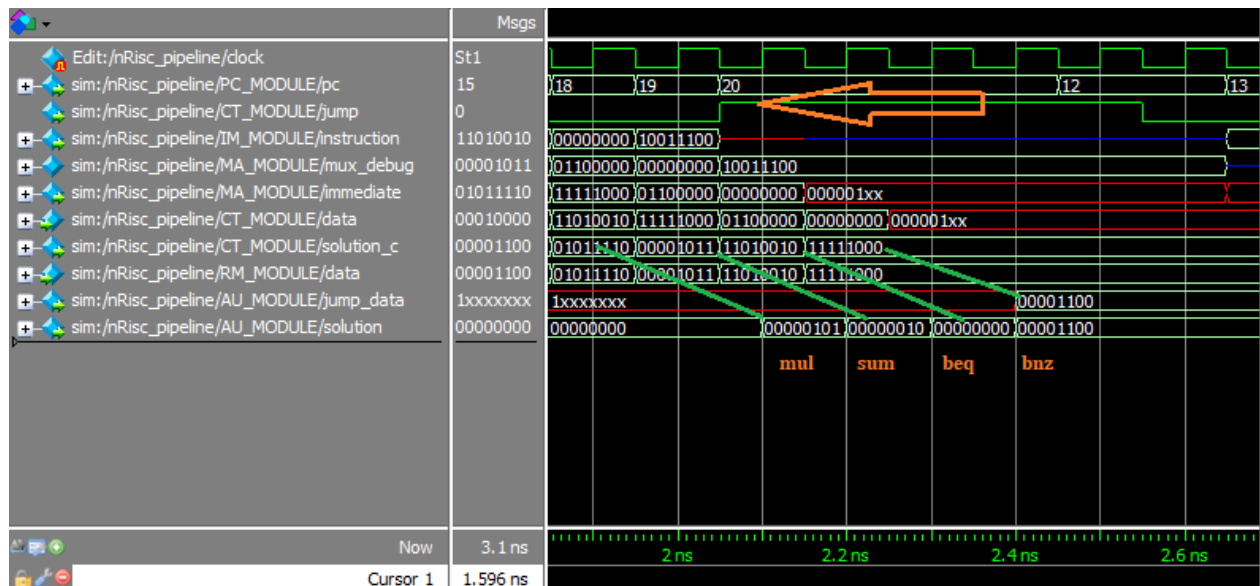 Msgs
Edit:/nRisc_pipeline/clock St1
sim:/nRisc_pipeline/PC_MODULE/pc 15 18 19 20 12 13
sim:/nRisc_pipeline/CT_MODULE/jump 0
sim:/nRisc_pipeline/IM_MODULE/instruction 11010010 00000000 10011100
sim:/nRisc_pipeline/MA_MODULE/mux_debug 00001011 01100000 00000000 10011100
sim:/nRisc_pipeline/MA_MODULE/immediate 01011110 11111000 01100000 00000000 000001xx
sim:/nRisc_pipeline/CT_MODULE/data 00010000 11010010 11111000 01100000 00000000 000001xx
sim:/nRisc_pipeline/CT_MODULE/solution_c 00001100 01011110 00001011 11010010 11111000
sim:/nRisc_pipeline/RM_MODULE/data 00001100 01011110 00001011 11010010 11111000
sim:/nRisc_pipeline/AU_MODULE/jump_data 1xxxxxxx 1xxxxxxx 00001100
sim:/nRisc_pipeline/AU_MODULE/solution 00000000 00000000 00000101 00000010 00000000 00001100
mul sum beq bnz
Now 3.1 ns 2 ns 2.2 ns 2.4 ns 2.6 ns
Cursor 1 1.596 ns